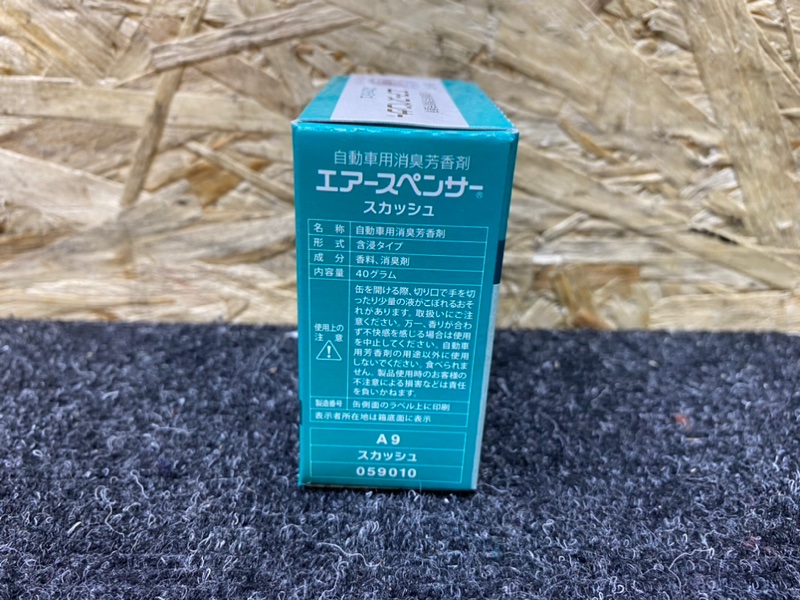 自動車用消臭芳香剤
エアースペンサー®
スカッシュ
名称 自動車用消臭芳香剤
形式 含浸タイプ
成分 香料、消臭剤
内容量 40グラム
使用上の注意
缶を開ける際、切り口で手を切
ったり少量の液がこぼれるおそ
れがあります。取扱いにご注
意ください。万一、香りが合わ
ず不快感を感じる場合は使用
を中止してください。自動車
用芳香剤の用途以外に使用
しないでください。食べられま
せん。製品使用時のお客様の
不注意による損害などは責任
を負いかねます。
製造番号 缶側面のラベル上に印刷
表示者所在地は箱底面に表示
A9
スカッシュ
059010